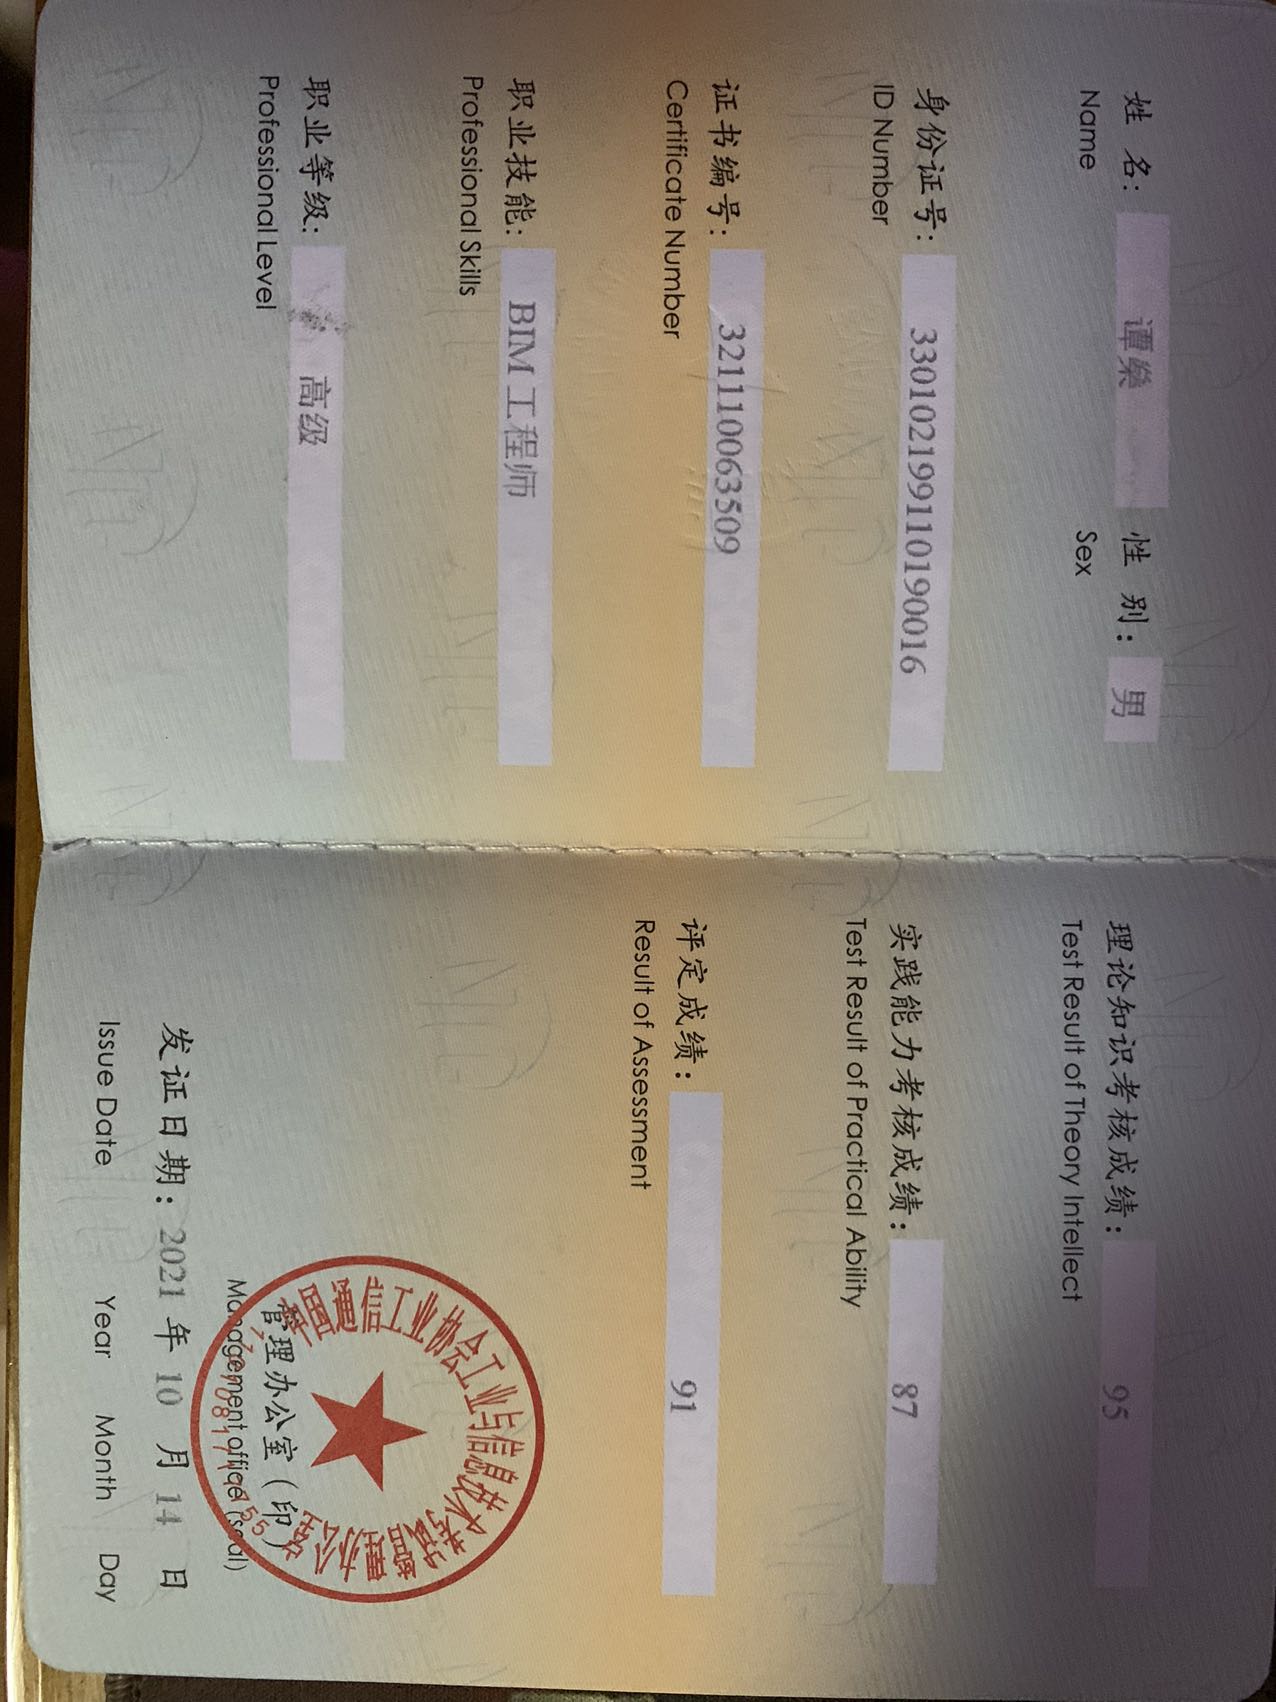 姓 名： 谭燊 性 别： 男
Name Sex
身份证号： 330102199110190016
ID Number
证书编号： 32111006350​9
Certificate Number
职业技能： BIM 工程师
Professional Skills
职业等级： 高级
Professional Level
理论知识考核成绩： 95
Test Result of Theory Intellect
实践能力考核成绩： 87
Test Result of Practical Ability
评定成绩： 91
Result of Assessment
管理办公室（印）
Management office (seal)
发证日期：2021 年 10 月 14 日
Issue Date Year Month Day